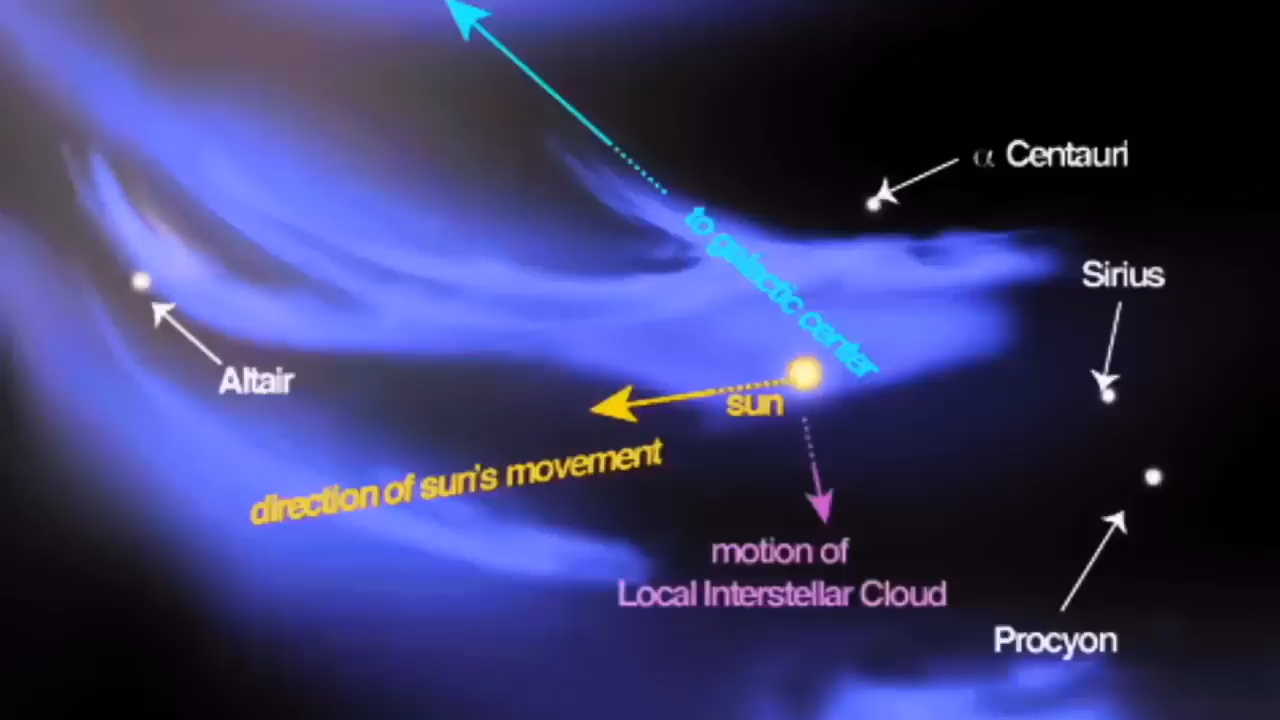 to galactic center
α Centauri
Sirius
Altair
sun
direction of sun's movement
motion of
Local Interstellar Cloud
Procyon